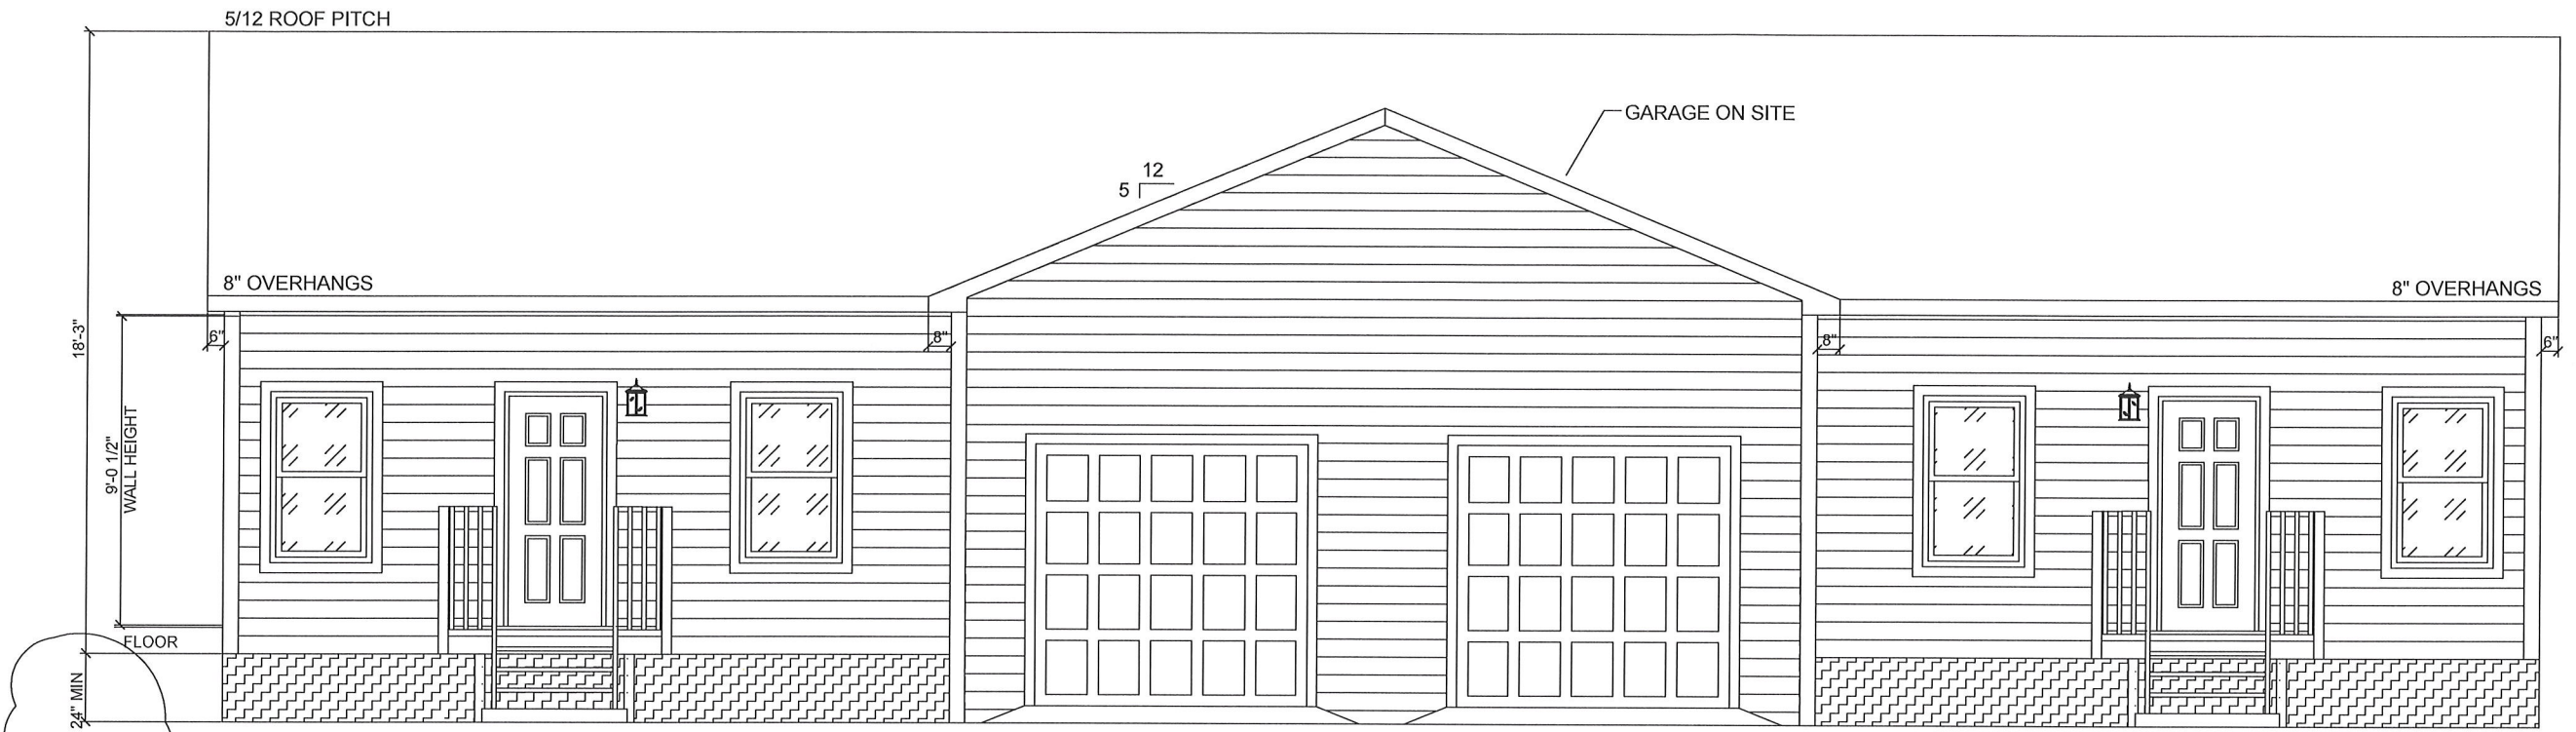 5/12 ROOF PITCH
GARAGE ON SITE
12
5
8" OVERHANGS
8" OVERHANGS
18'-3"
6"
8"
8"
6"
9'-0 1/2"
WALL HEIGHT
FLOOR
24" MIN